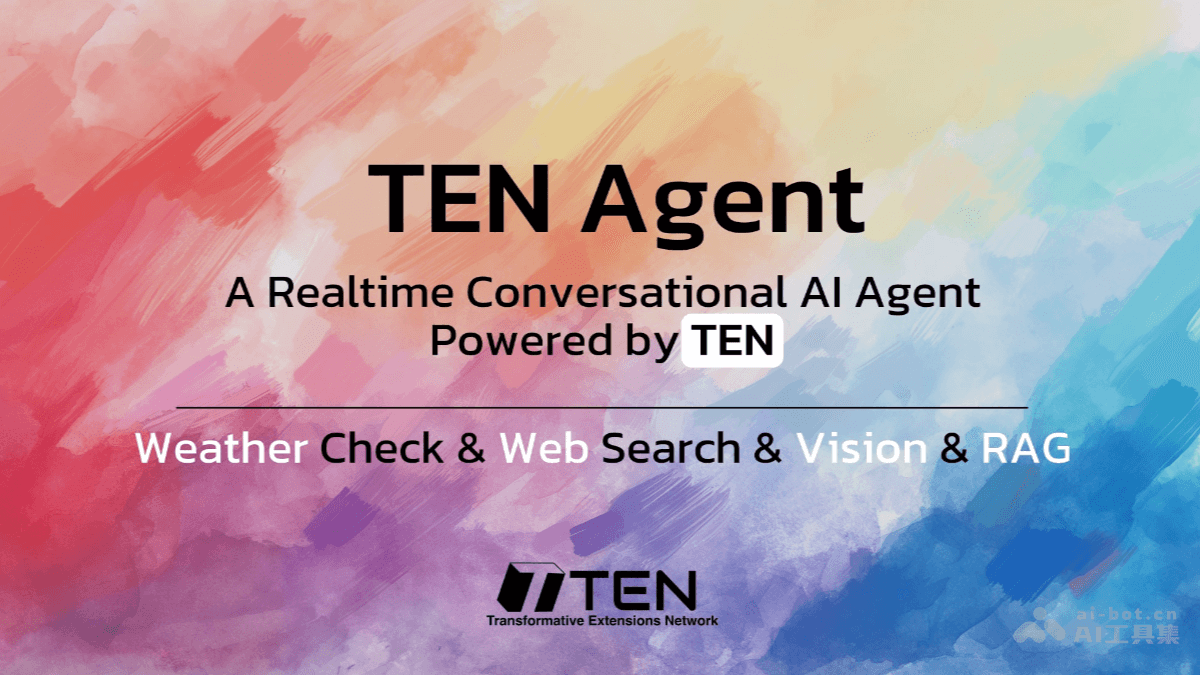 TEN Agent
A Realtime Conversational AI Agent
Powered by TEN
Weather Check & Web Search & Vision & RAG
TEN
Transformative Extensions Network
ai-bot.cn
AI工具集